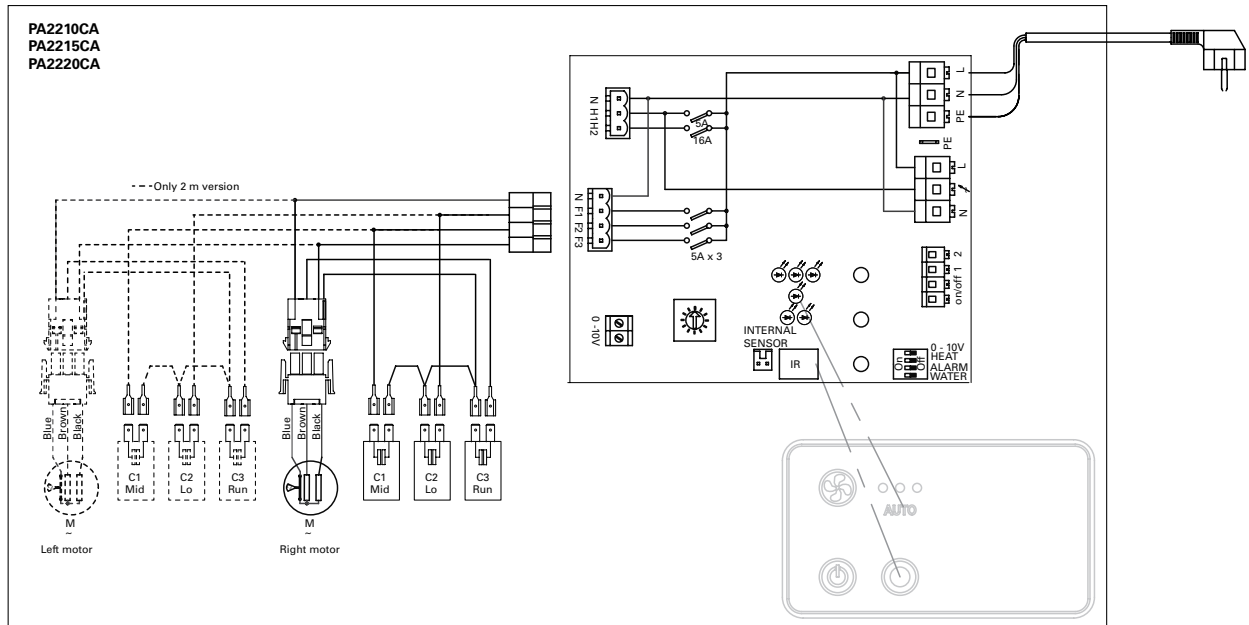 PA2210CA
PA2215CA
PA2220CA
Only 2 m version
N
H1
H2
5A
16A
N
F1
F2
F3
5A x 3
L
N
PE
PE
L
N
2
1
on/off
0 -10V
INTERNAL
SENSOR
IR
On
Off
0 - 10V
HEAT
ALARM
WATER
AUTO
Blue
Brown
Black
C1
Mid
C2
Lo
C3
Run
M
~
Left motor
Blue
Brown
Black
C1
Mid
C2
Lo
C3
Run
M
~
Right motor